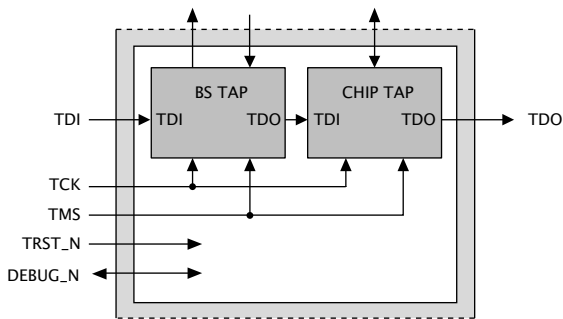 BS TAP CHIP TAP
TDI TDI TDO TDI TDO TDO
TCK
TMS
TRST_N
DEBUG_N